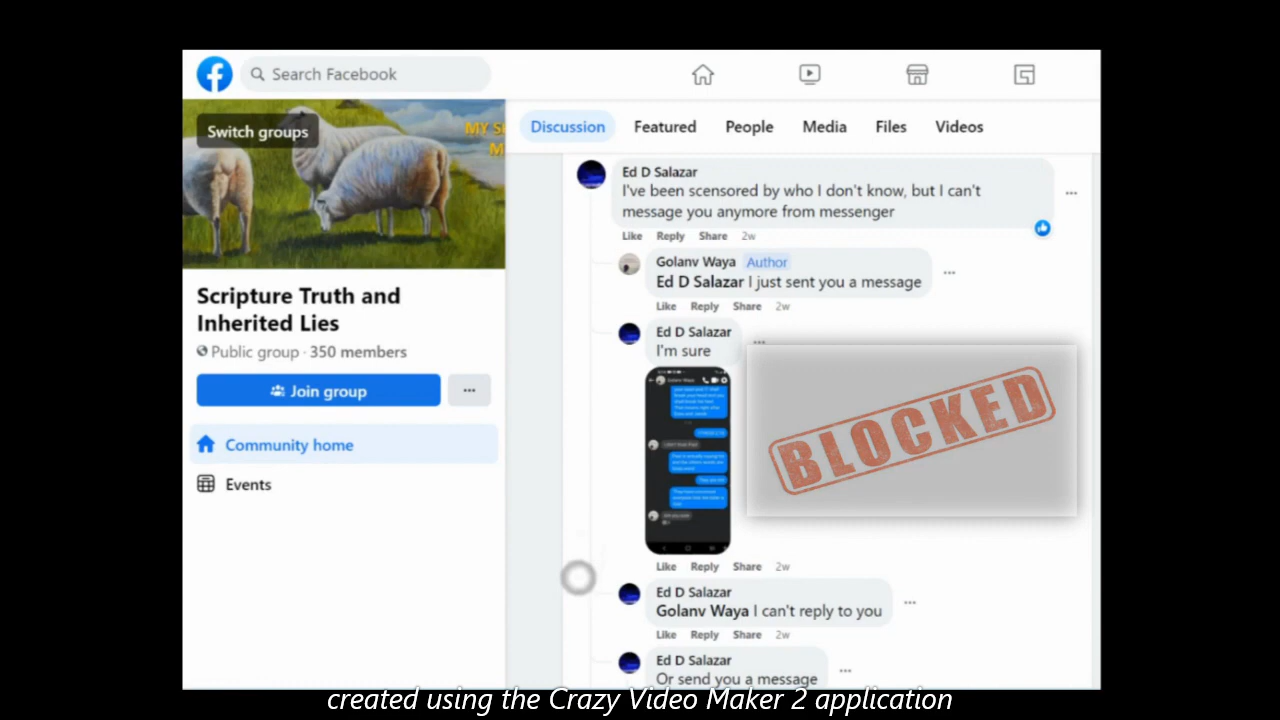 Search Facebook
Switch groups
MY S
M
Discussion
Featured
People
Media
Files
Videos
Scripture Truth and
Inherited Lies
Public group · 350 members
Join group
Community home
Events
Ed D Salazar
I've been scensored by who I don't know, but I can't
message you anymore from messenger
Like Reply Share 2w
Golanv Waya Author
Ed D Salazar I just sent you a message
Like Reply Share 2w
Ed D Salazar
I'm sure
BLOCKED
Golanv Waya
Like Reply Share 2w
Ed D Salazar
Golanv Waya I can't reply to you
Like Reply Share 2w
Ed D Salazar
Or send you a message
created using the Crazy Video Maker 2 application